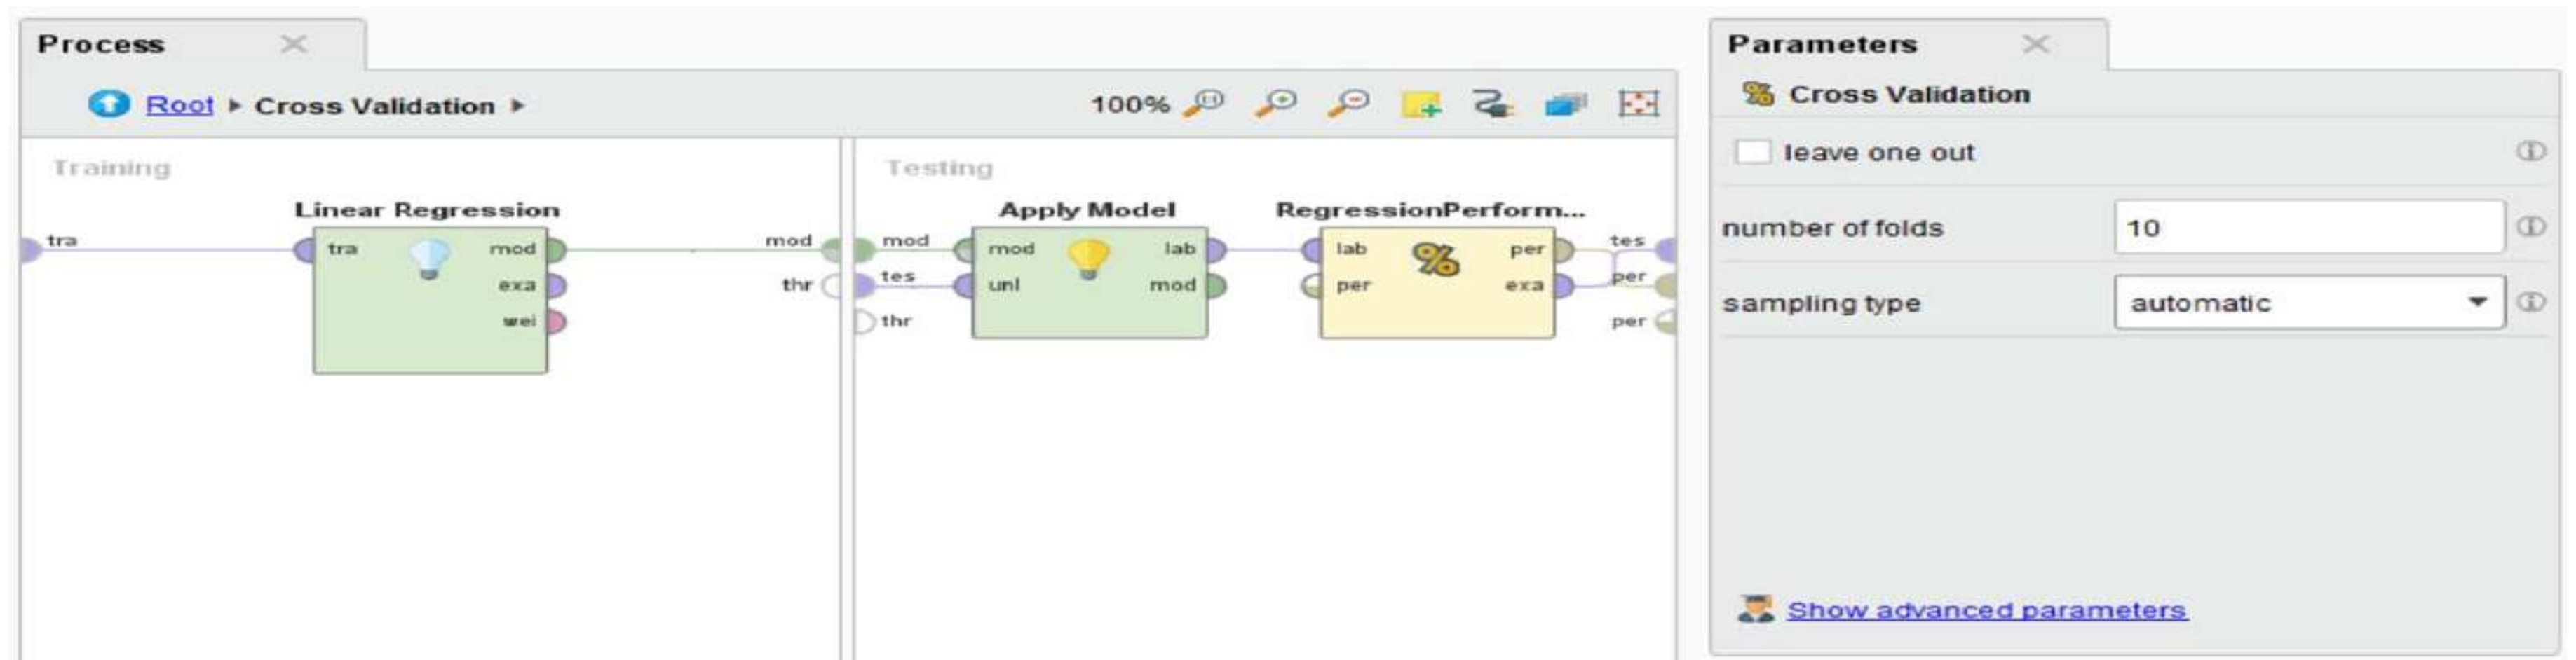 Process
Root Cross Validation
100%
Training
Linear Regression
tra
tra
mod
exa
wei
mod
thr
Testing
Apply Model
RegressionPerform...
mod
tes
thr
mod
unl
lab
mod
lab
per
per
exa
tes
per
per
Parameters
Cross Validation
leave one out
number of folds 10
sampling type automatic
Show advanced parameters